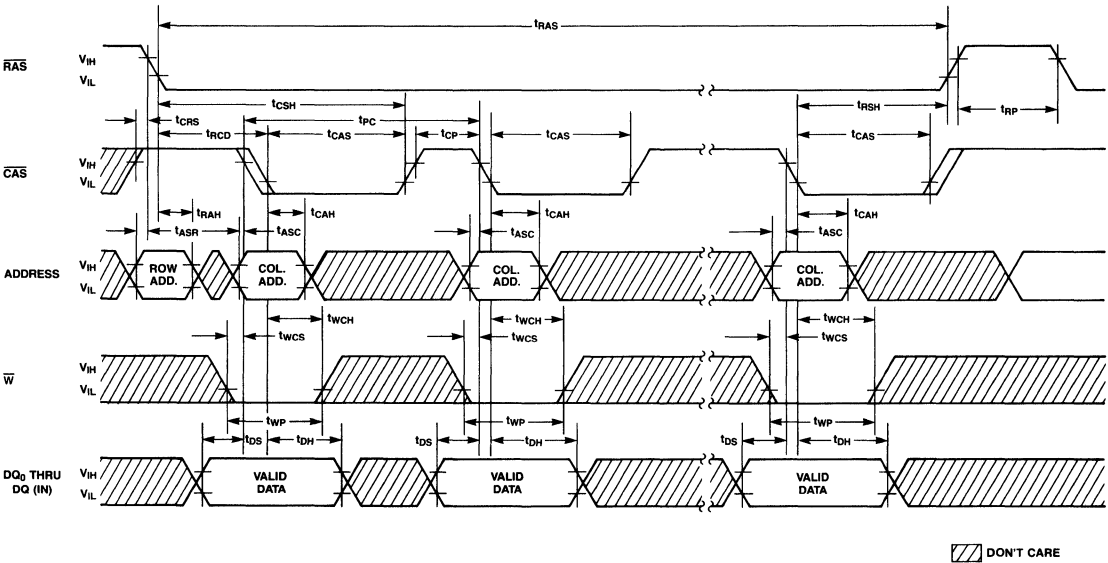 tRAS
RAS
VIH
VIL
tCSH
tRSH
tRP
tCRS
tPC
tRCD
tCAS
tCP
tCAS
tCAS
CAS
VIH
VIL
tRAH
tCAH
tCAH
tCAH
tASR
tASC
tASC
tASC
ADDRESS
VIH
VIL
ROW ADD.
COL. ADD.
COL. ADD.
COL. ADD.
tWCH
tWCH
tWCH
tWCS
tWCS
tWCS
W
VIH
VIL
tWP
tWP
tWP
tDS
tDH
tDS
tDH
tDS
tDH
DQ0 THRU
DQ (IN)
VIH
VIL
VALID DATA
VALID DATA
VALID DATA
DON'T CARE